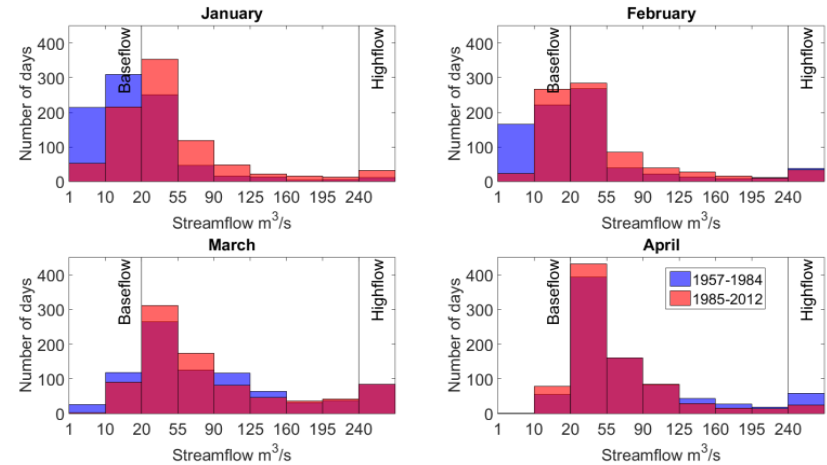 January
Number of days
400
300
200
100
0
Baseflow
Highflow
1 10 20 55 90 125 160 195 240
Streamflow m³/s
February
Number of days
400
300
200
100
0
Baseflow
Highflow
1 10 20 55 90 125 160 195 240
Streamflow m³/s
March
Number of days
400
300
200
100
0
Baseflow
Highflow
1 10 20 55 90 125 160 195 240
Streamflow m³/s
April
Number of days
400
300
200
100
0
Baseflow
1957-1984
1985-2012
Highflow
1 10 20 55 90 125 160 195 240
Streamflow m³/s